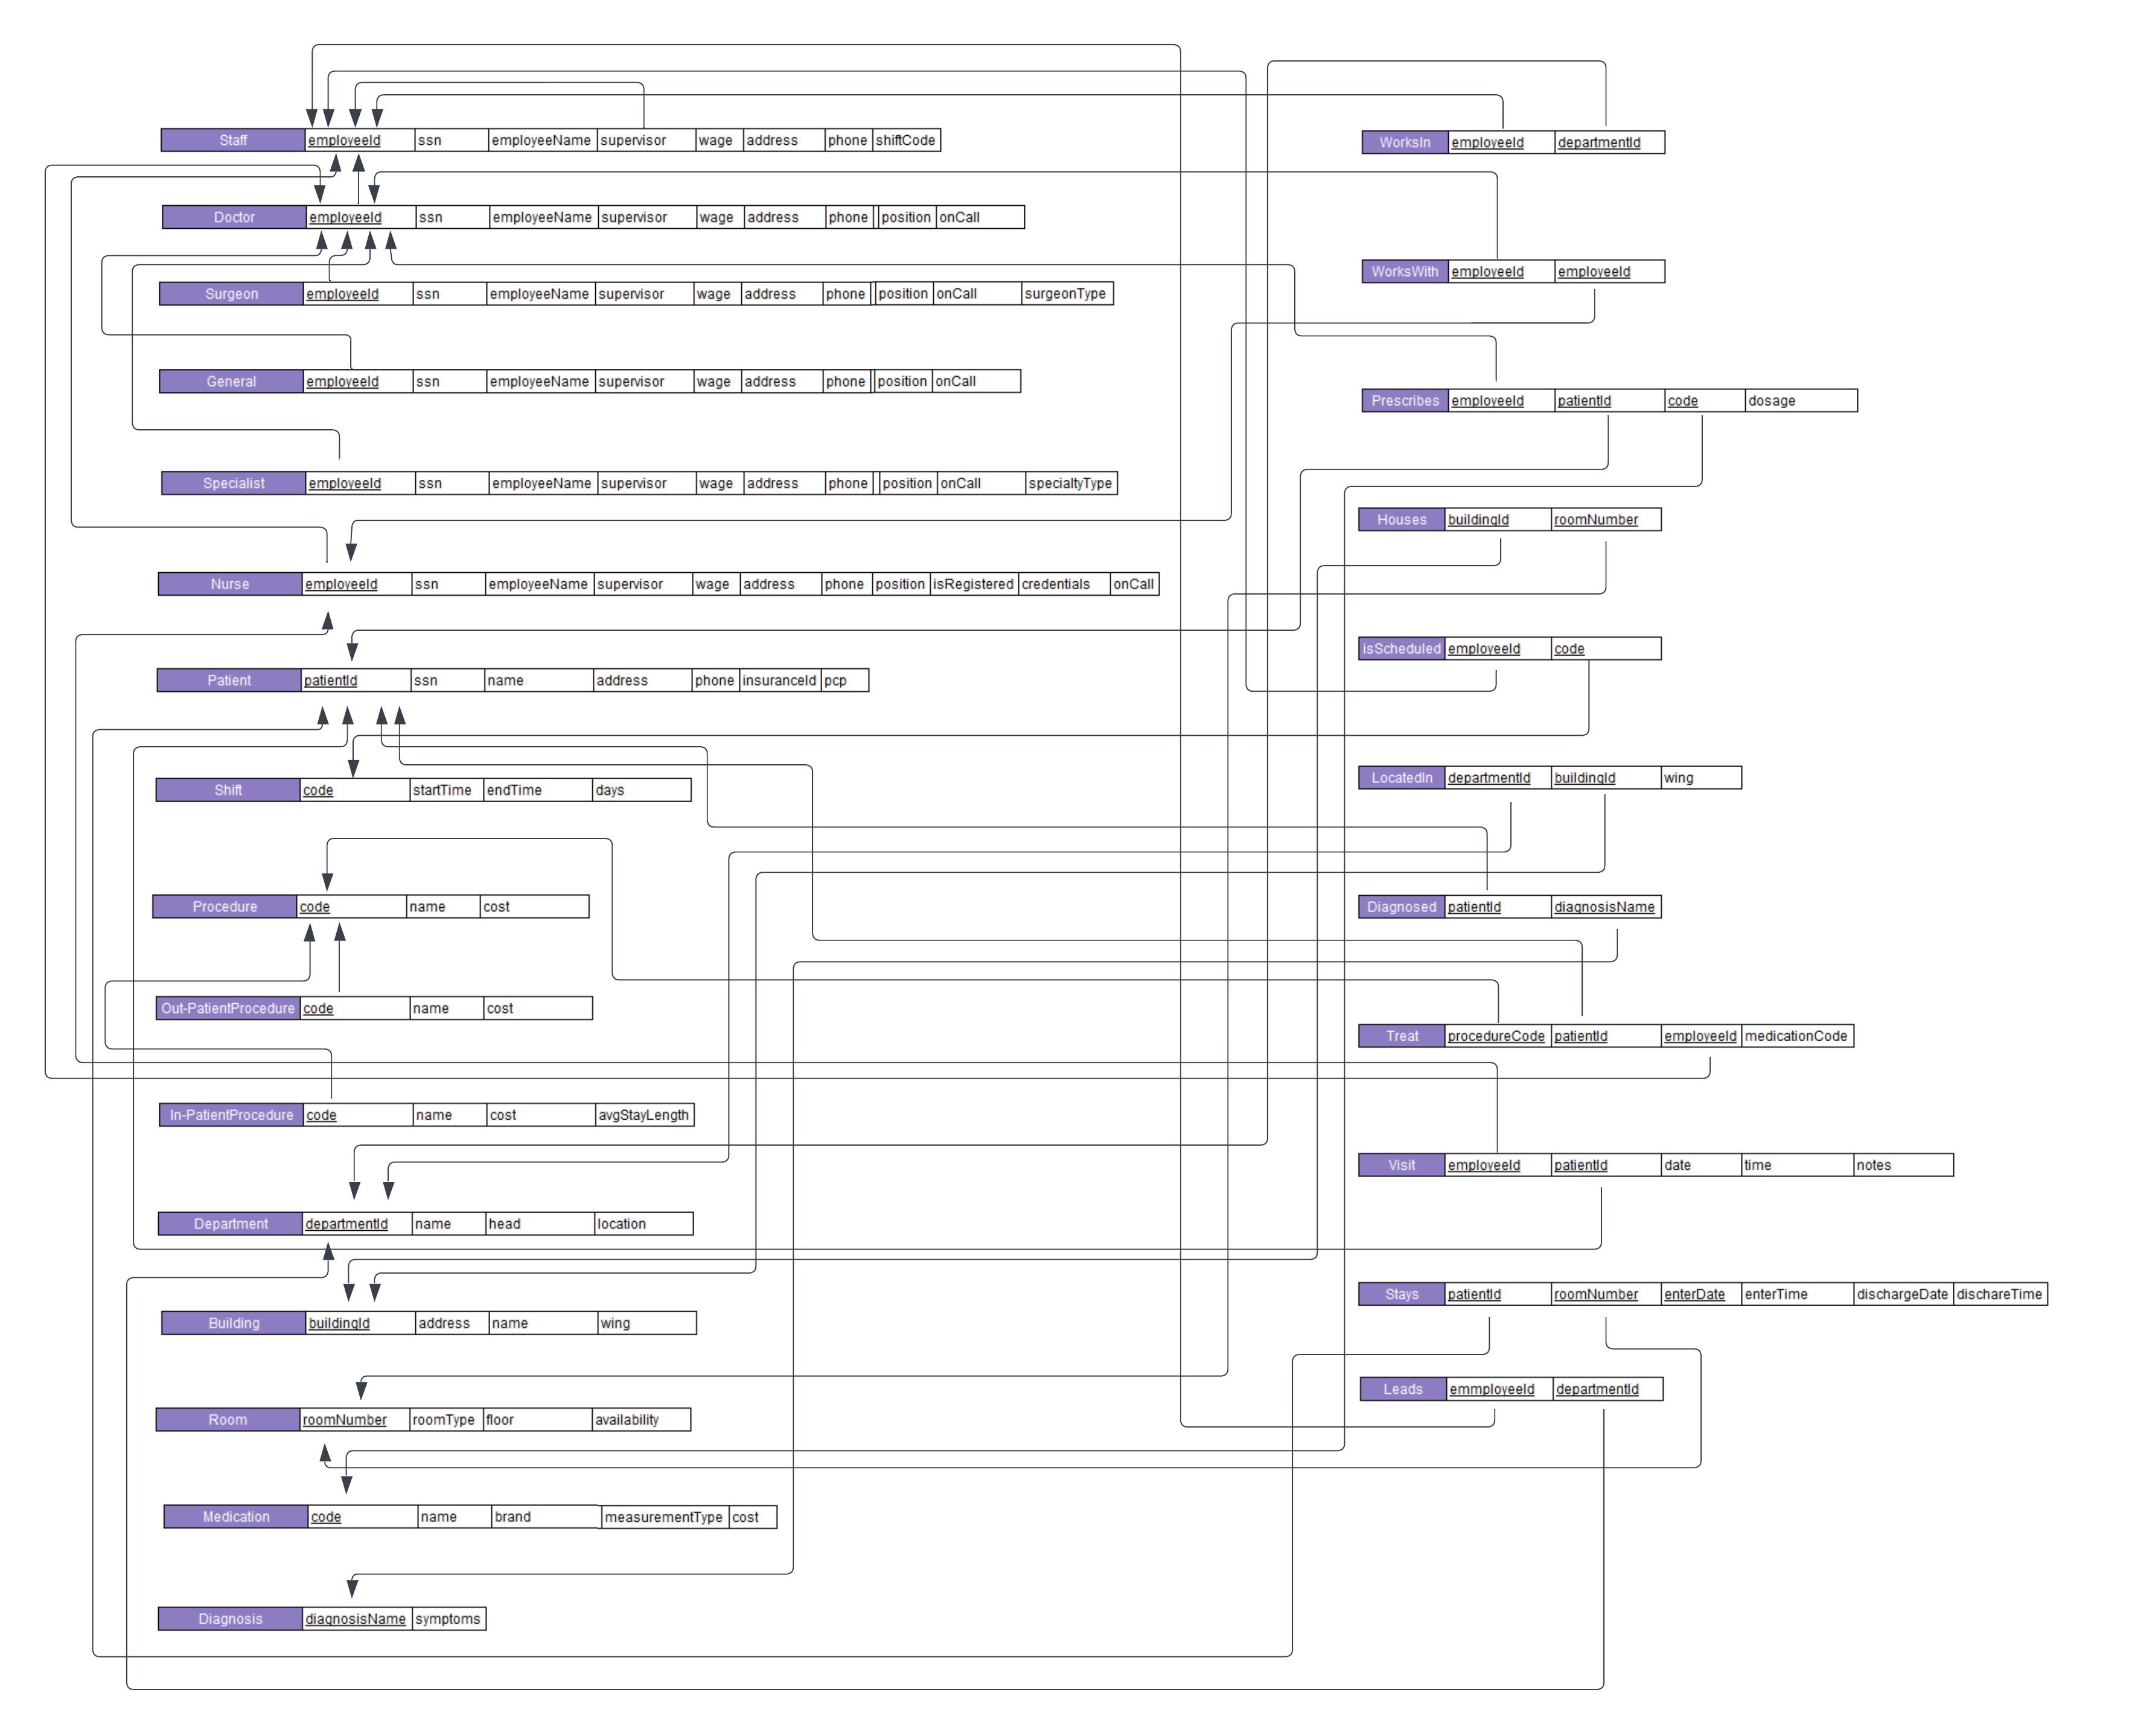 Staff employeeId ssn employeeName supervisor wage address phone shiftCode
Doctor employeeId ssn employeeName supervisor wage address phone position onCall
Surgeon employeeId ssn employeeName supervisor wage address phone position onCall surgeonType
General employeeId ssn employeeName supervisor wage address phone position onCall
Specialist employeeId ssn employeeName supervisor wage address phone position onCall specialtyType
Nurse employeeId ssn employeeName supervisor wage address phone position isRegistered credentials onCall
Patient patientId ssn name address phone insuranceId pcp
Shift code startTime endTime days
Procedure code name cost
Out-PatientProcedure code name cost
In-PatientProcedure code name cost avgStayLength
Department departmentId name head location
Building buildingId address name wing
Room roomNumber roomType floor availability
Medication code name brand measurementType cost
Diagnosis diagnosisName symptoms
WorksIn employeeId departmentId
WorksWith employeeId employeeId
Prescribes employeeId patientId code dosage
Houses buildingId roomNumber
isScheduled employeeId code
LocatedIn departmentId buildingId wing
Diagnosed patientId diagnosisName
Treat procedureCode patientId employeeId medicationCode
Visit employeeId patientId date time notes
Stays patientId roomNumber enterDate enterTime dischargeDate dischareTime
Leads emmployeeId departmentId